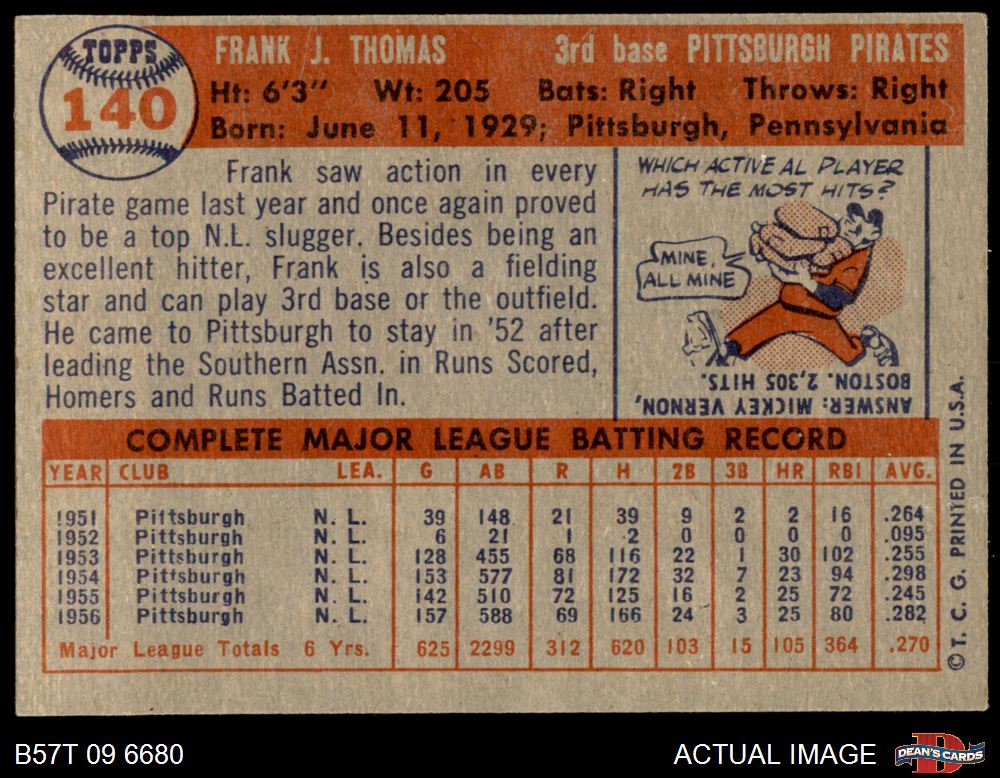 TOPPS
140
FRANK J. THOMAS 3rd base PITTSBURGH PIRATES
Ht: 6'3" Wt: 205 Bats: Right Throws: Right
Born: June 11, 1929; Pittsburgh, Pennsylvania
Frank saw action in every
Pirate game last year and once again proved
to be a top N.L. slugger. Besides being an
excellent hitter, Frank is also a fielding
star and can play 3rd base or the outfield.
He came to Pittsburgh to stay in '52 after
leading the Southern Assn. in Runs Scored,
Homers and Runs Batted In.
WHICH ACTIVE AL PLAYER
HAS THE MOST HITS?
MINE,
ALL MINE
ANSWER: MICKEY VERNON,
BOSTON. 2,305 HITS.
COMPLETE MAJOR LEAGUE BATTING RECORD
YEAR CLUB LEA. G AB R H 2B 3B HR RBI AVG.
1951 Pittsburgh N. L. 39 148 21 39 9 2 2 16 .264
1952 Pittsburgh N. L. 6 21 1 2 0 0 0 0 .095
1953 Pittsburgh N. L. 128 455 68 116 22 1 30 102 .255
1954 Pittsburgh N. L. 153 577 81 172 32 7 23 94 .298
1955 Pittsburgh N. L. 142 510 72 125 16 2 25 72 .245
1956 Pittsburgh N. L. 157 588 69 166 24 3 25 80 .282
Major League Totals 6 Yrs. 625 2299 312 620 103 15 105 364 .270
© T. C. G. PRINTED IN U.S.A.
B57T 09 6680 ACTUAL IMAGE
DEAN'S CARDS